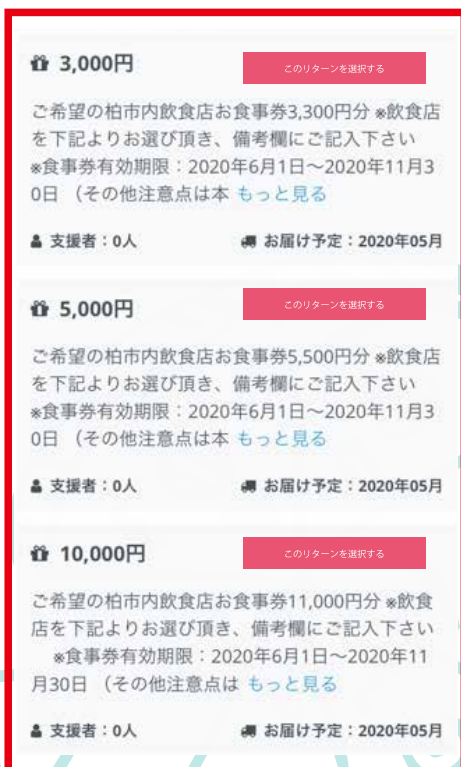 3,000円
このリターンを選択する
ご希望の柏市内飲食店お食事券3,300円分 ※飲食店
を下記よりお選び頂き、備考欄にご記入下さい
※食事券有効期限：2020年6月1日～2020年11月3
0日 （その他注意点は本 もっと見る
支援者：0人
お届け予定：2020年05月
5,000円
このリターンを選択する
ご希望の柏市内飲食店お食事券5,500円分 ※飲食店
を下記よりお選び頂き、備考欄にご記入下さい
※食事券有効期限：2020年6月1日～2020年11月3
0日 （その他注意点は本 もっと見る
支援者：0人
お届け予定：2020年05月
10,000円
このリターンを選択する
ご希望の柏市内飲食店お食事券11,000円分 ※飲食
店を下記よりお選び頂き、備考欄にご記入下さい
※食事券有効期限：2020年6月1日～2020年11
月30日 （その他注意点は もっと見る
支援者：0人
お届け予定：2020年05月